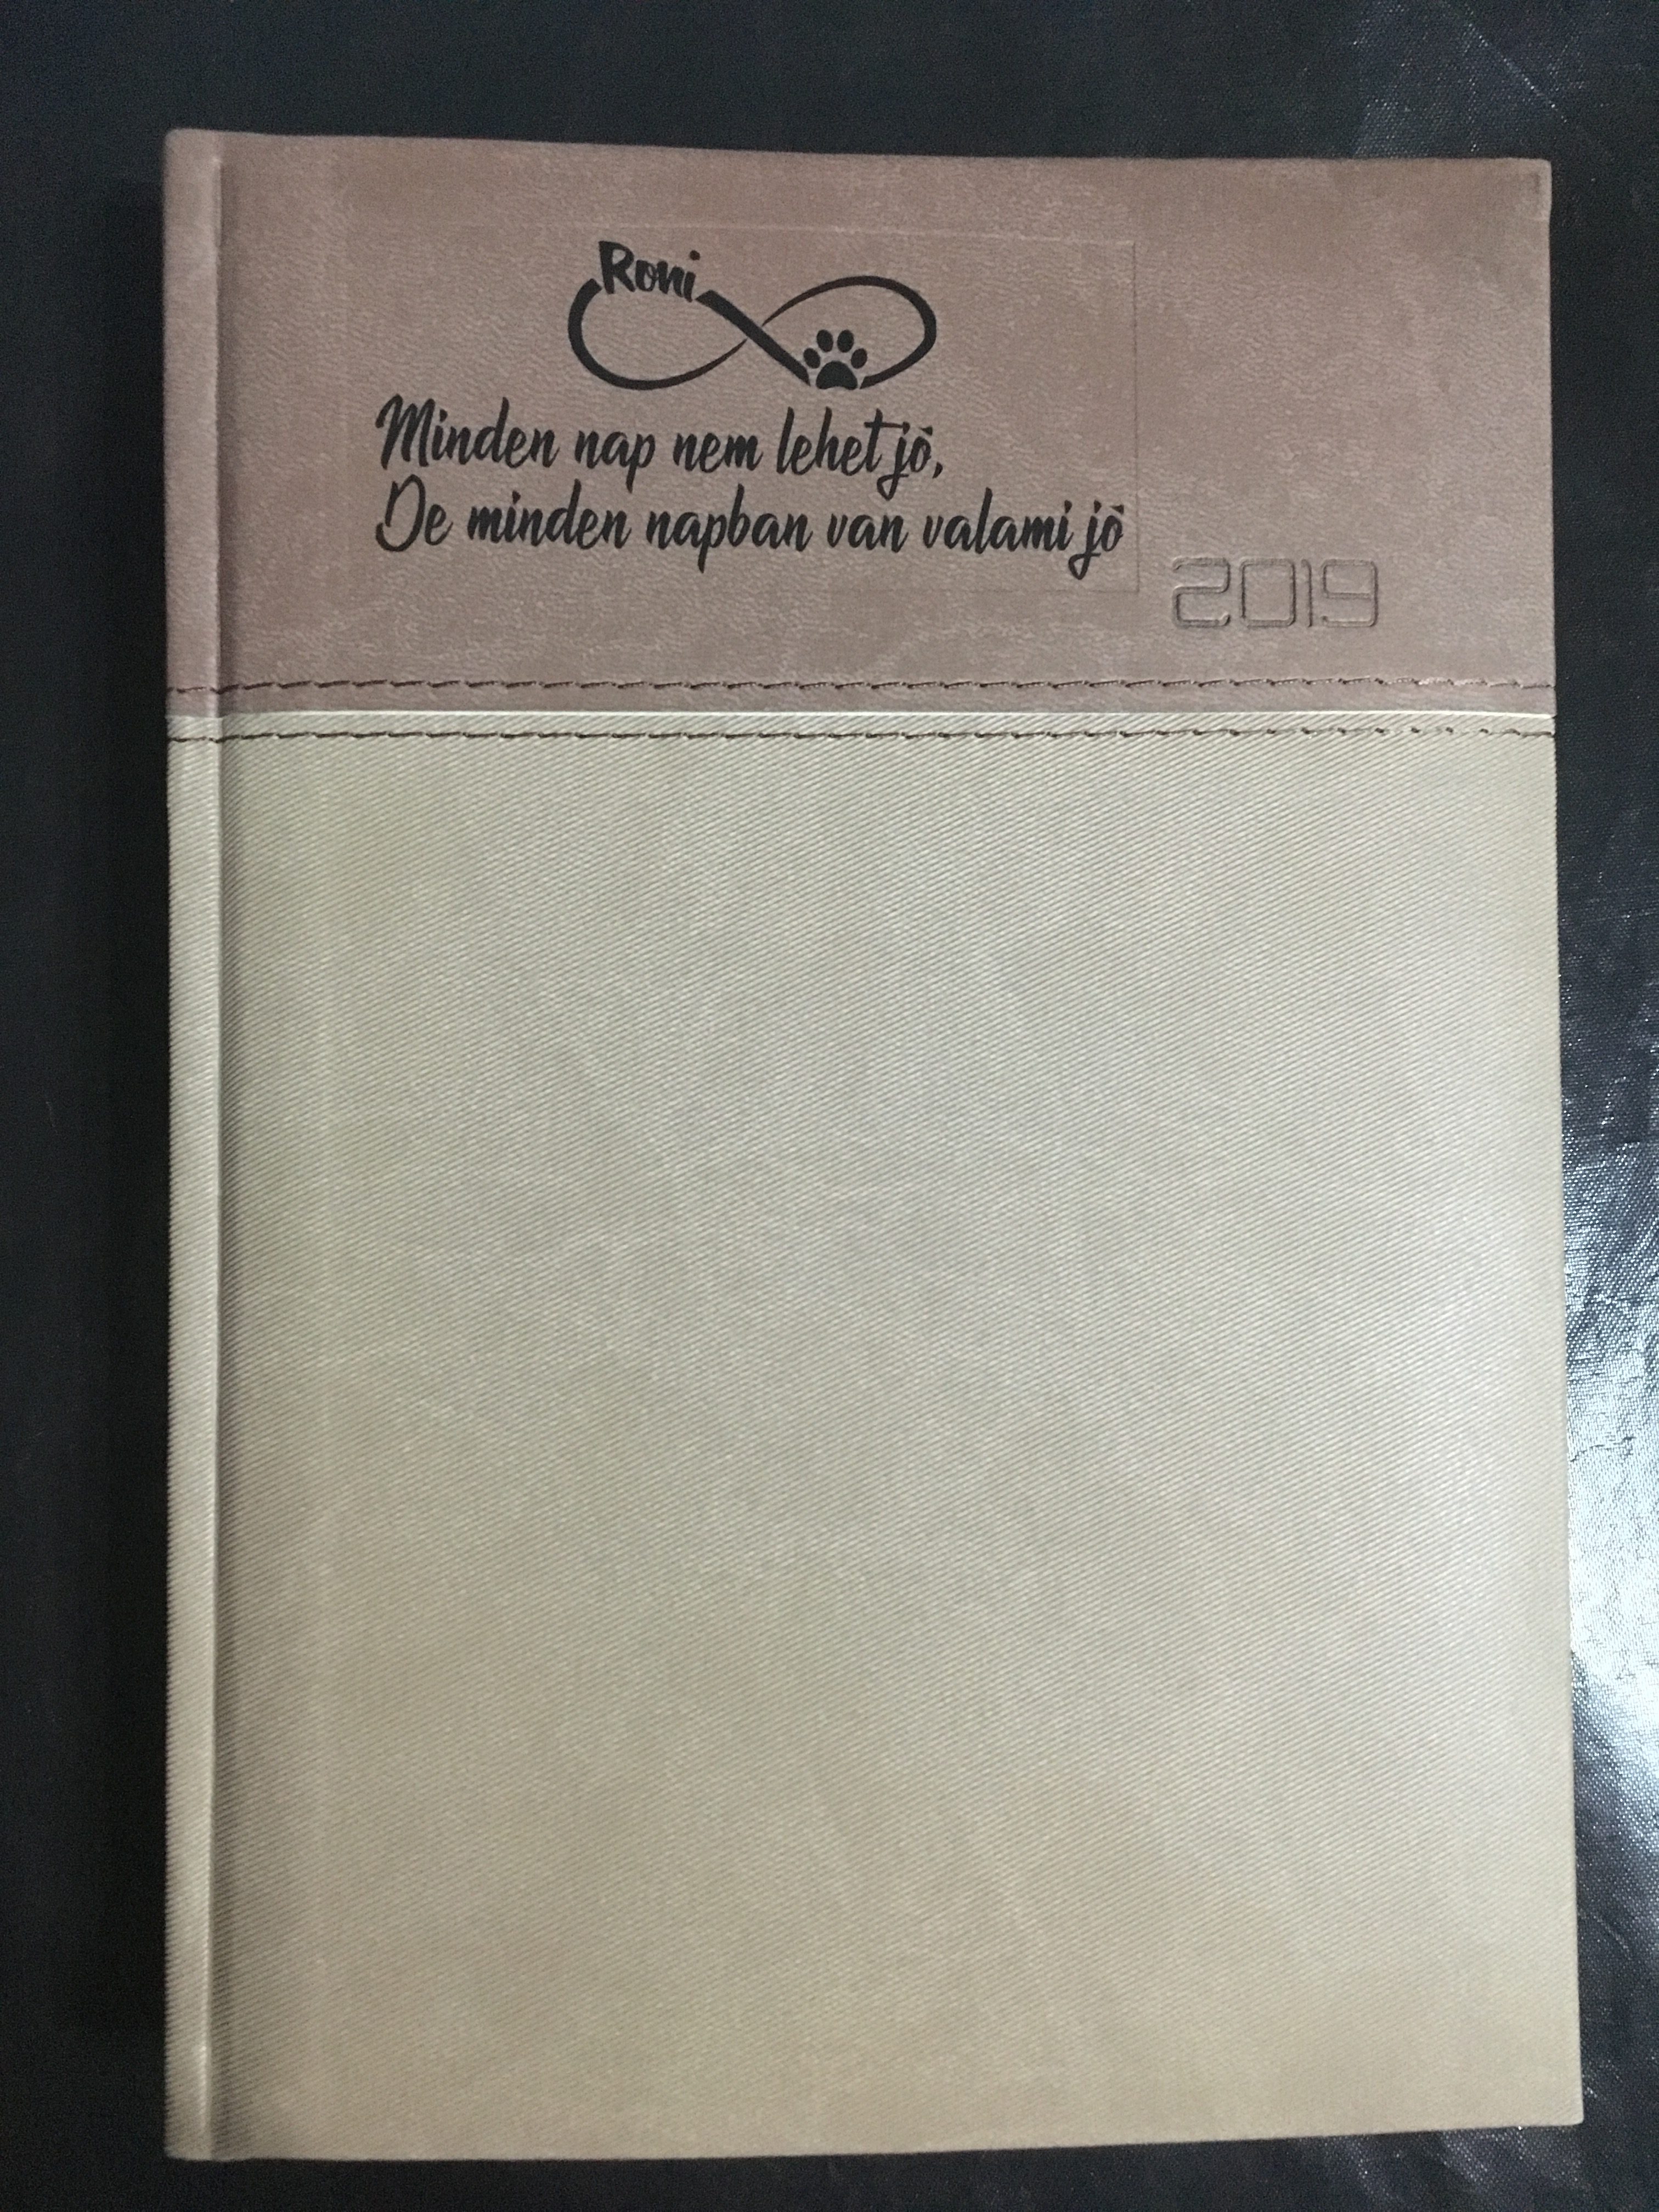 Roni
Minden nap nem lehet jó,
De minden napban van valami jó
2019